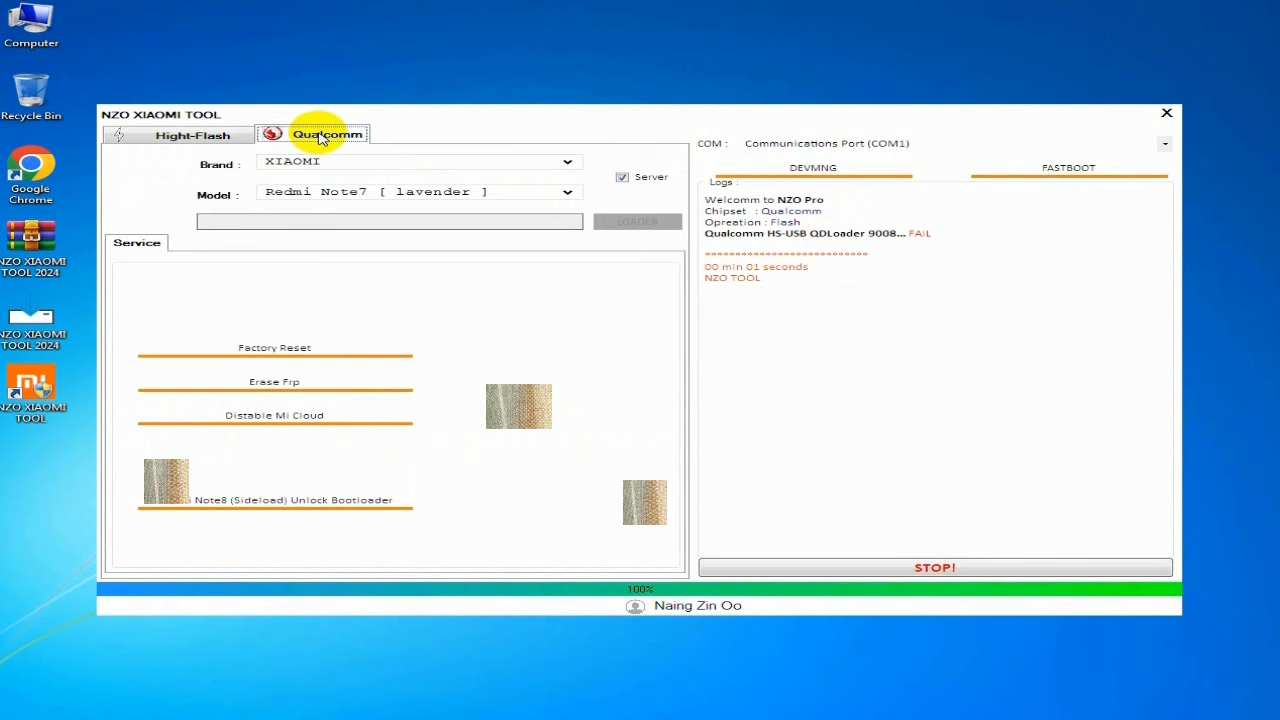 Computer
Recycle Bin
Google
Chrome
NZO XIAOMI
TOOL 2024
NZO XIAOMI
TOOL 2024
NZO XIAOMI
TOOL
NZO XIAOMI TOOL
Hight-Flash
Qualcomm
Brand :
XIAOMI
Model :
Redmi Note7 [ lavender ]
Server
LOADER
Service
Factory Reset
Erase Frp
Distable Mi Cloud
Note8 (Sideload) Unlock Bootloader
COM :
Communications Port (COM1)
DEVMNG
FASTBOOT
Logs :
Welcomm to NZO Pro
Chipset : Qualcomm
Opreation : Flash
Qualcomm HS-USB QDLoader 9008... FAIL
***************************
00 min 01 seconds
NZO TOOL
STOP!
100%
Naing Zin Oo